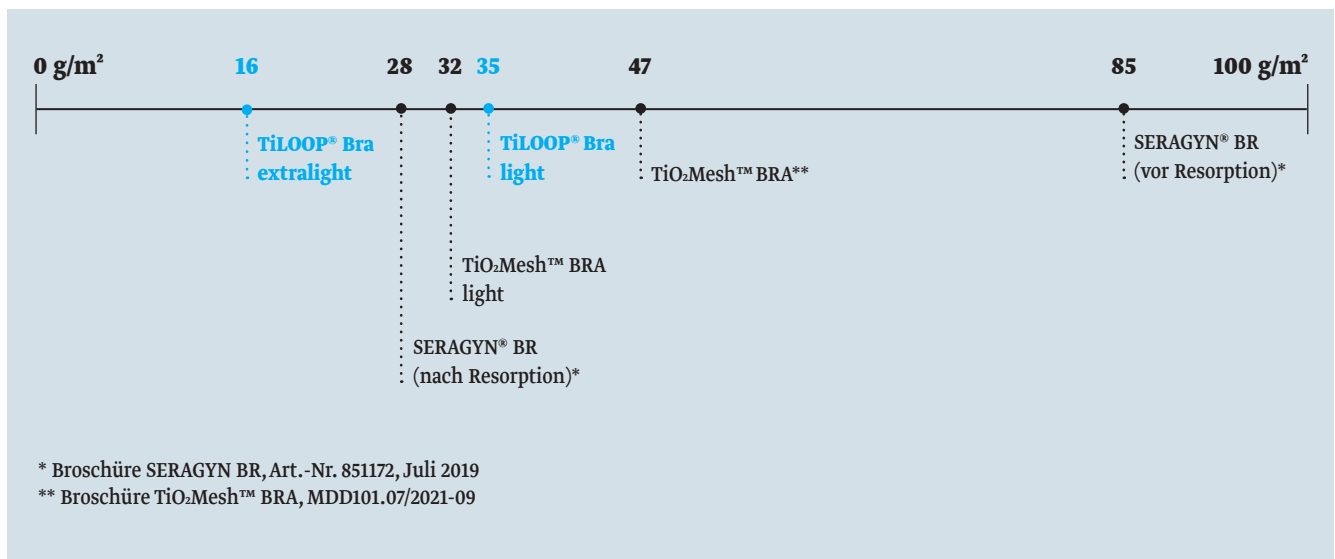 0 g/m² 16 28 32 35 47 85 100 g/m²
TiLOOP® Bra
extralight
TiLOOP® Bra
light
TiO₂Mesh™ BRA**
SERAGYN® BR
(vor Resorption)*
TiO₂Mesh™ BRA
light
SERAGYN® BR
(nach Resorption)*
* Broschüre SERAGYN BR, Art.-Nr. 851172, Juli 2019
** Broschüre TiO₂Mesh™ BRA, MDD101.07/2021-09